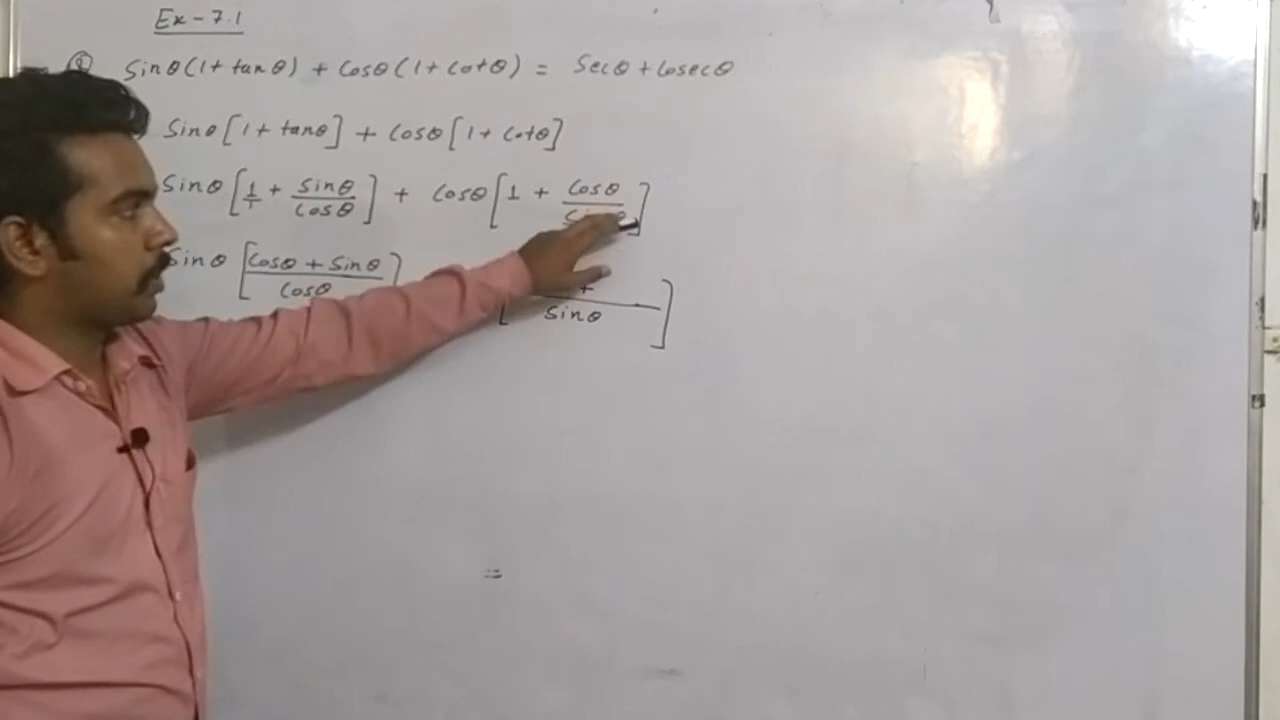 Ex - 7.1
⑧ Sinθ(1+ tanθ) + Cosθ(1+Cotθ) = Secθ + Cosecθ
Sinθ[1+ tanθ] + Cosθ[1+ Cotθ]
Sinθ[1/1 + Sinθ/Cosθ] + Cosθ[1 + Cosθ/Sinθ]
Sinθ[Cosθ + Sinθ/Cosθ] [+/Sinθ]
=